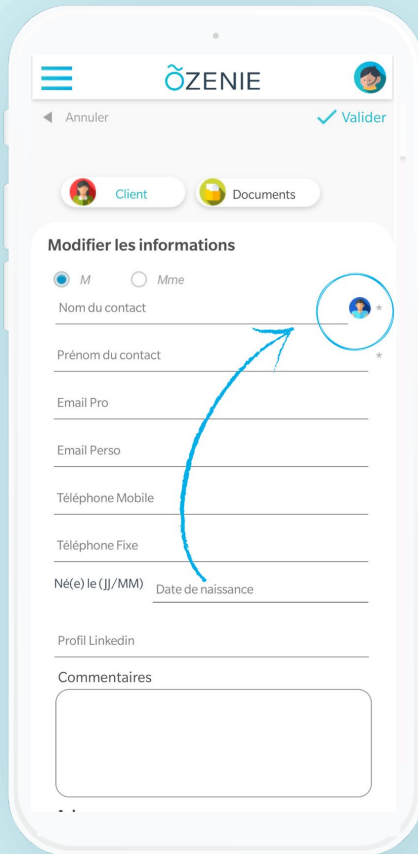 ÕZENIE
Annuler
Valider
Client
Documents
Modifier les informations
M
Mme
Nom du contact
*
Prénom du contact
*
Email Pro
Email Perso
Téléphone Mobile
Téléphone Fixe
Né(e) le (JJ/MM)
Date de naissance
Profil Linkedin
Commentaires